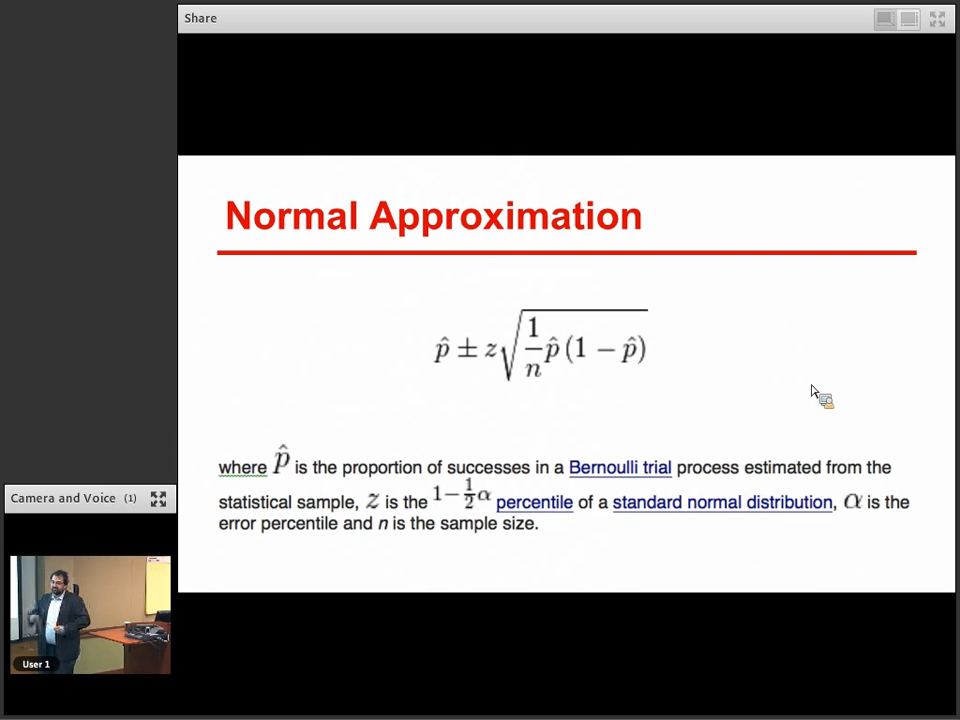 Share
Normal Approximation
p̂ ± z√(1/n p̂ (1 − p̂))
where p̂ is the proportion of successes in a Bernoulli trial process estimated from the
statistical sample, z is the 1−½α percentile of a standard normal distribution, α is the
error percentile and n is the sample size.
Camera and Voice (1)
User 1